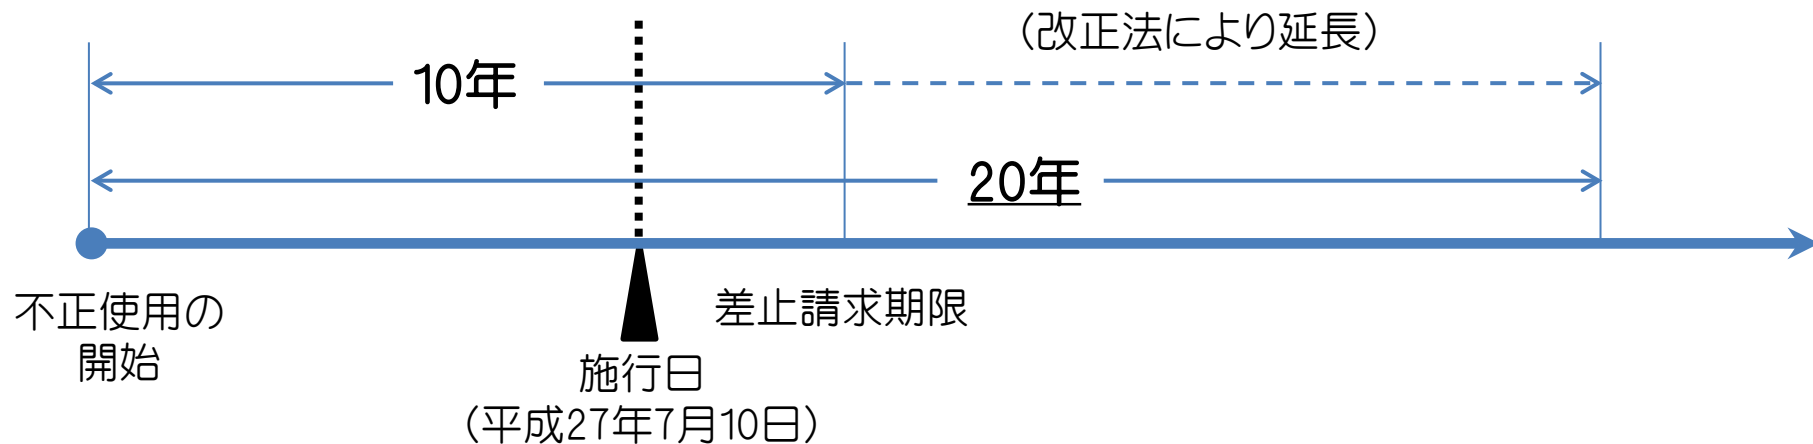 (改正法により延長)
10年
20年
不正使用の
開始
差止請求期限
施行日
(平成27年7月10日)